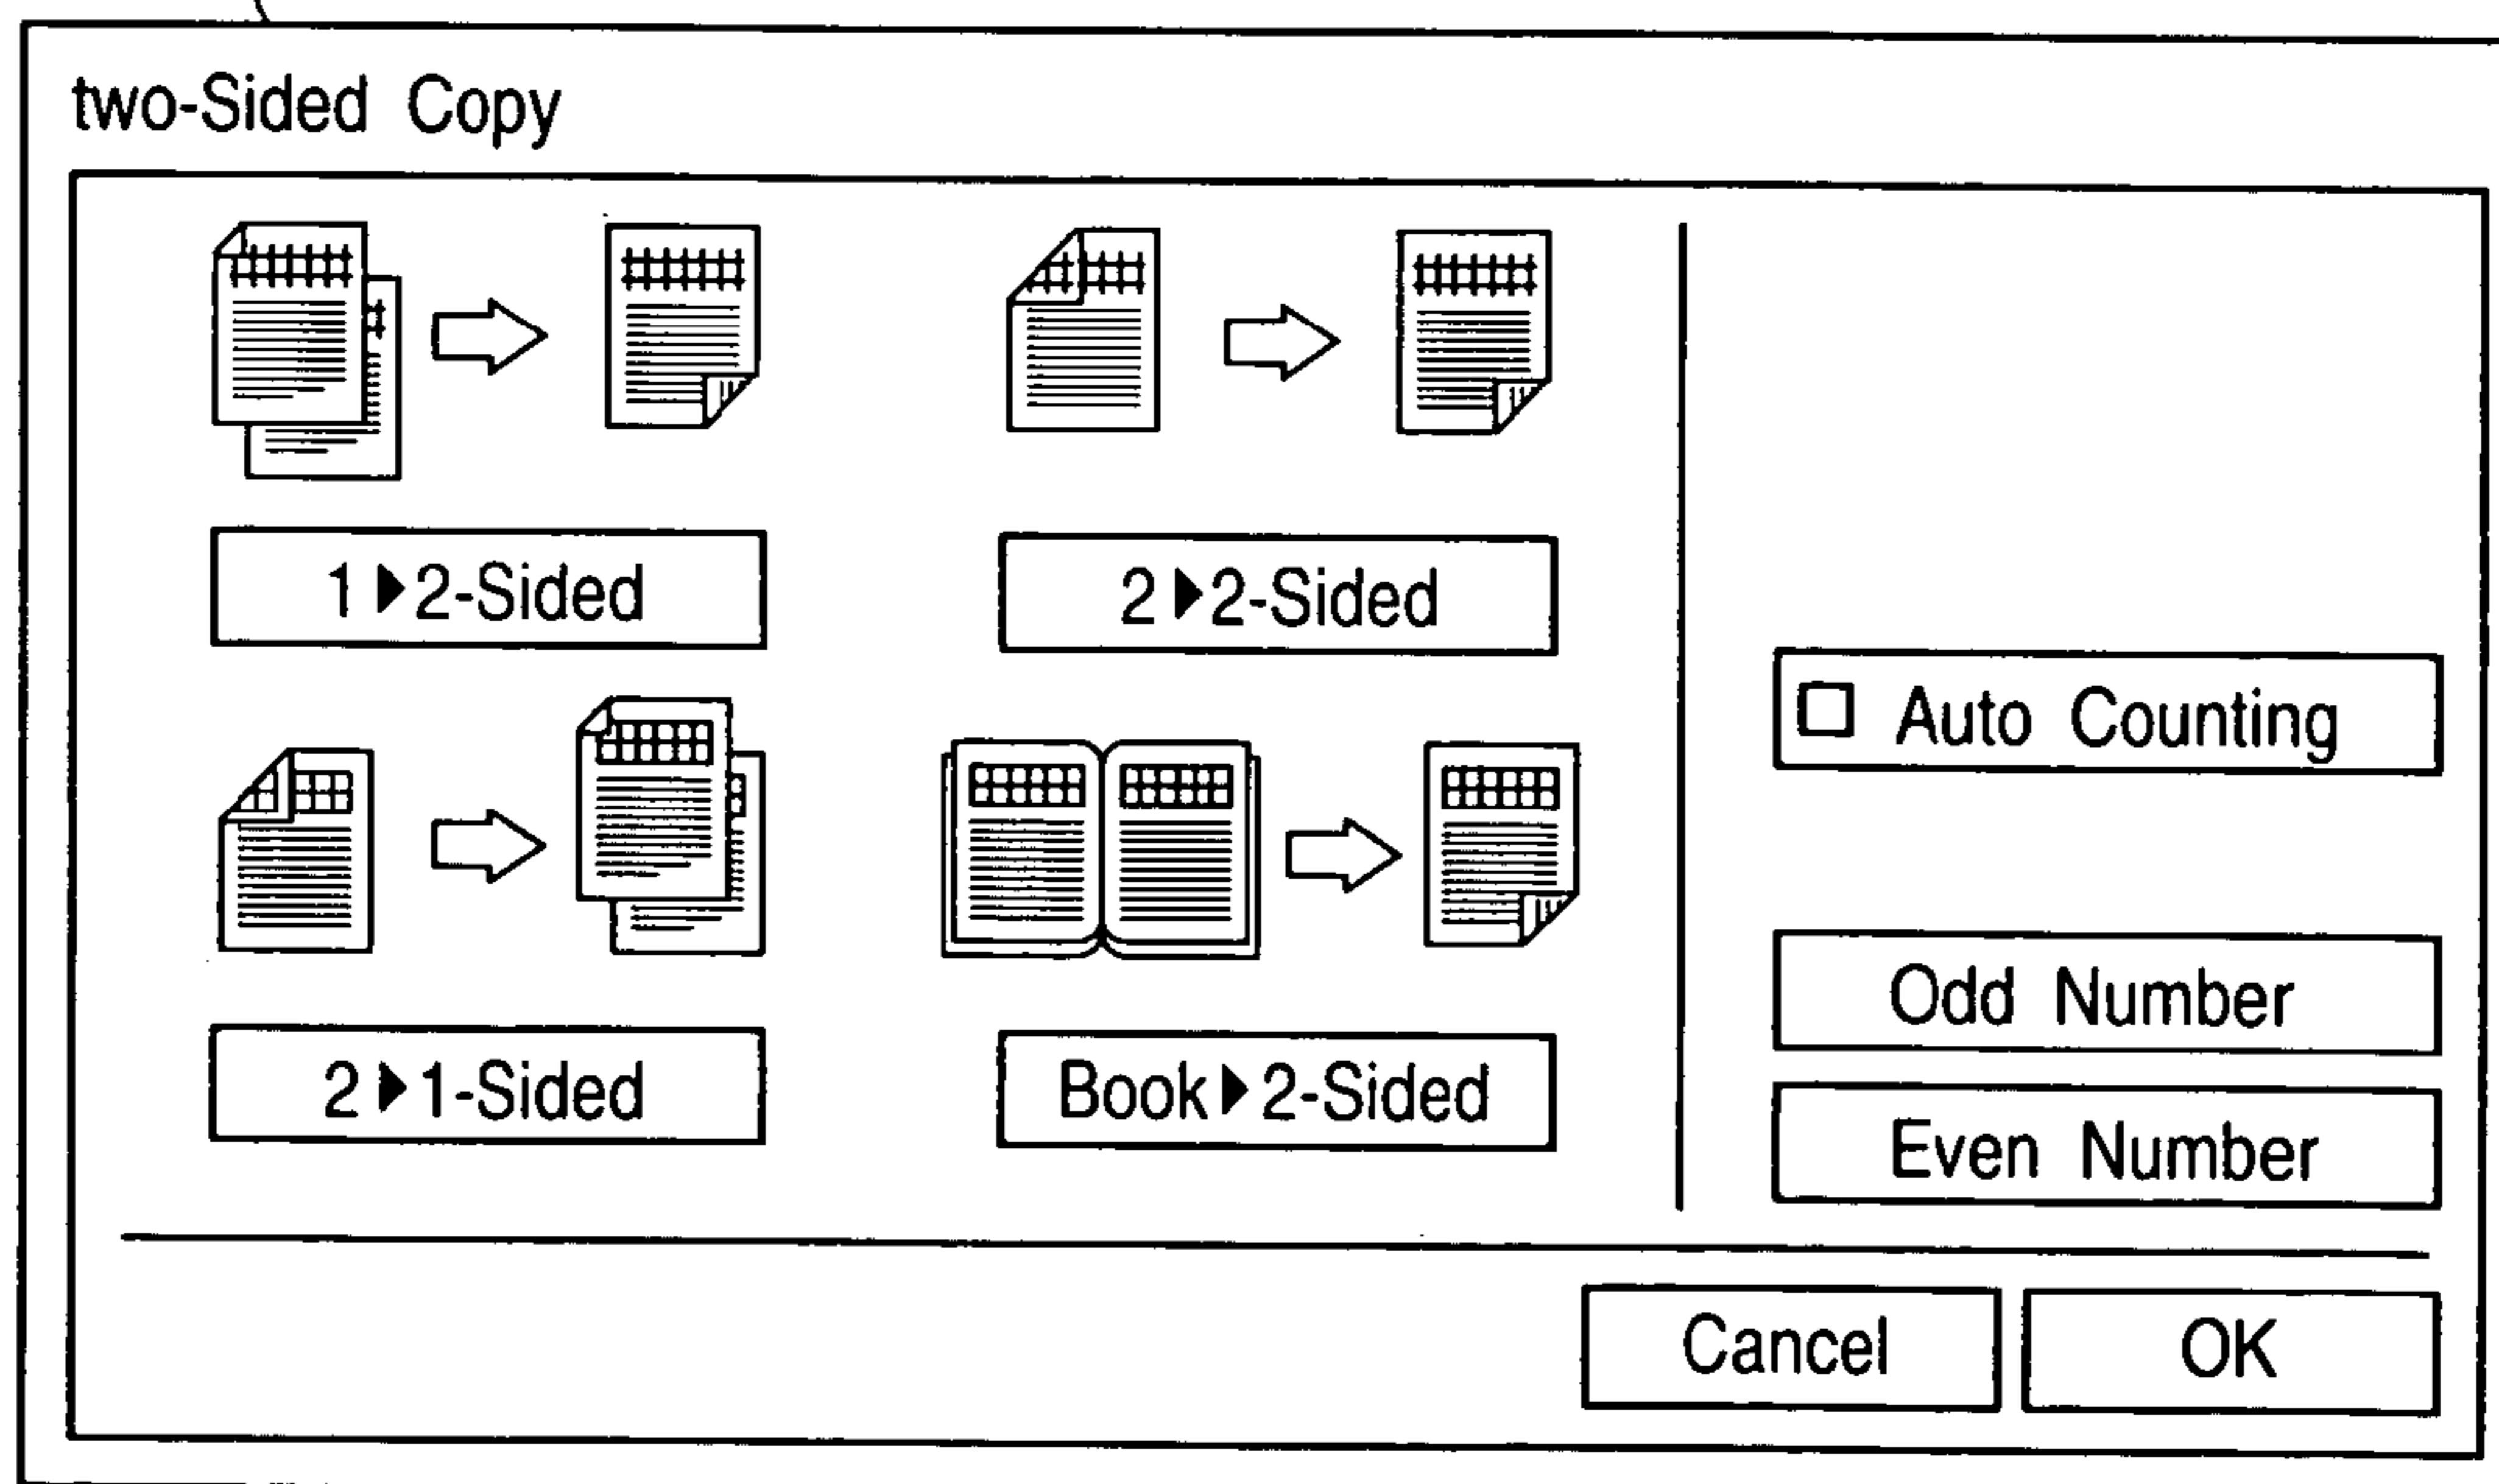 two-Sided Copy
1▶2-Sided
2▶2-Sided
2▶1-Sided
Book▶2-Sided
Auto Counting
Odd Number
Even Number
Cancel
OK